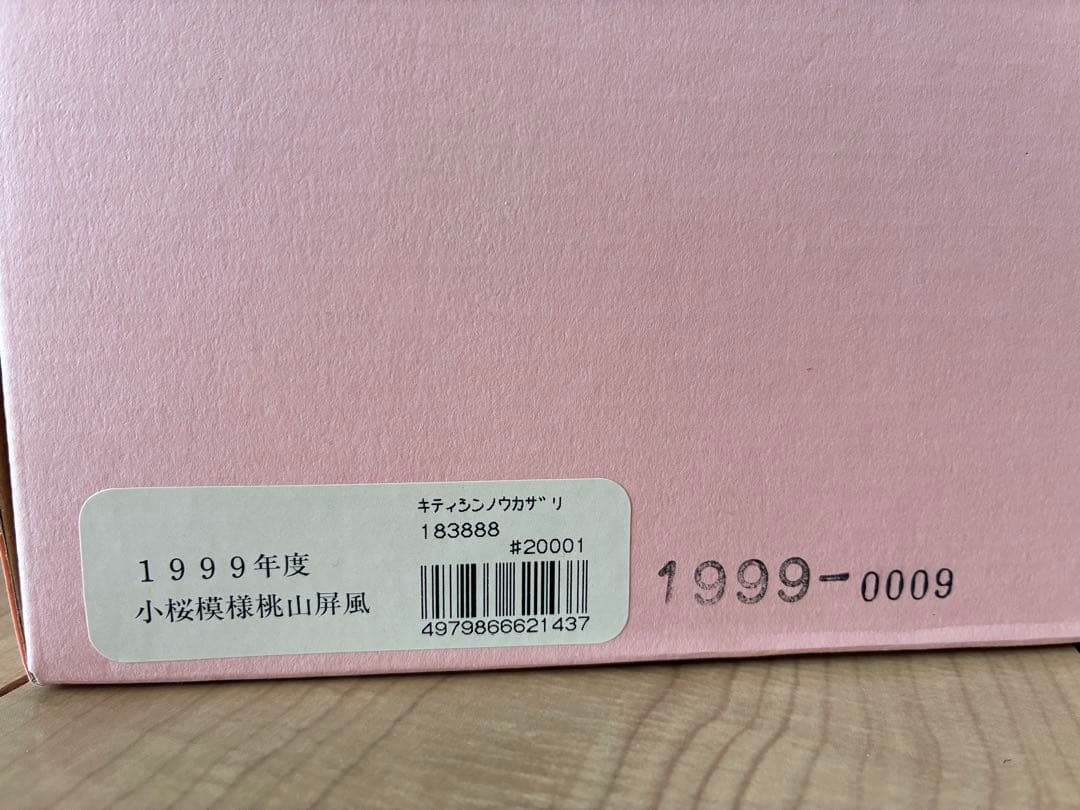 １９９９年度
小桜模様桃山屏風
ｷﾃｨｼﾝﾉｳｶｻﾞﾘ
183888
#20001
4979866621437
1999-0009